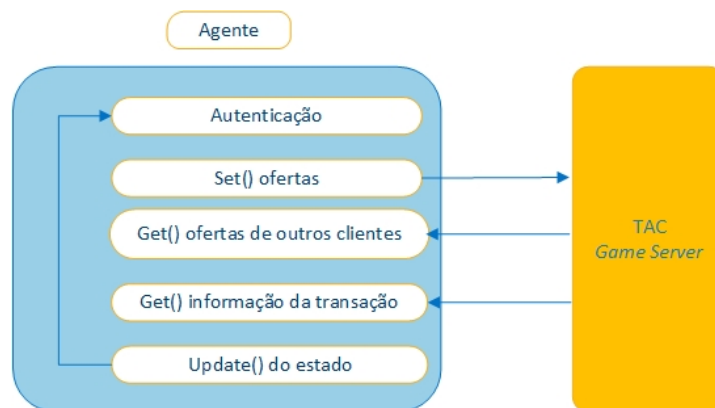 Agente
Autenticação
Set() ofertas
Get() ofertas de outros clientes
Get() informação da transação
Update() do estado
TAC
Game Server